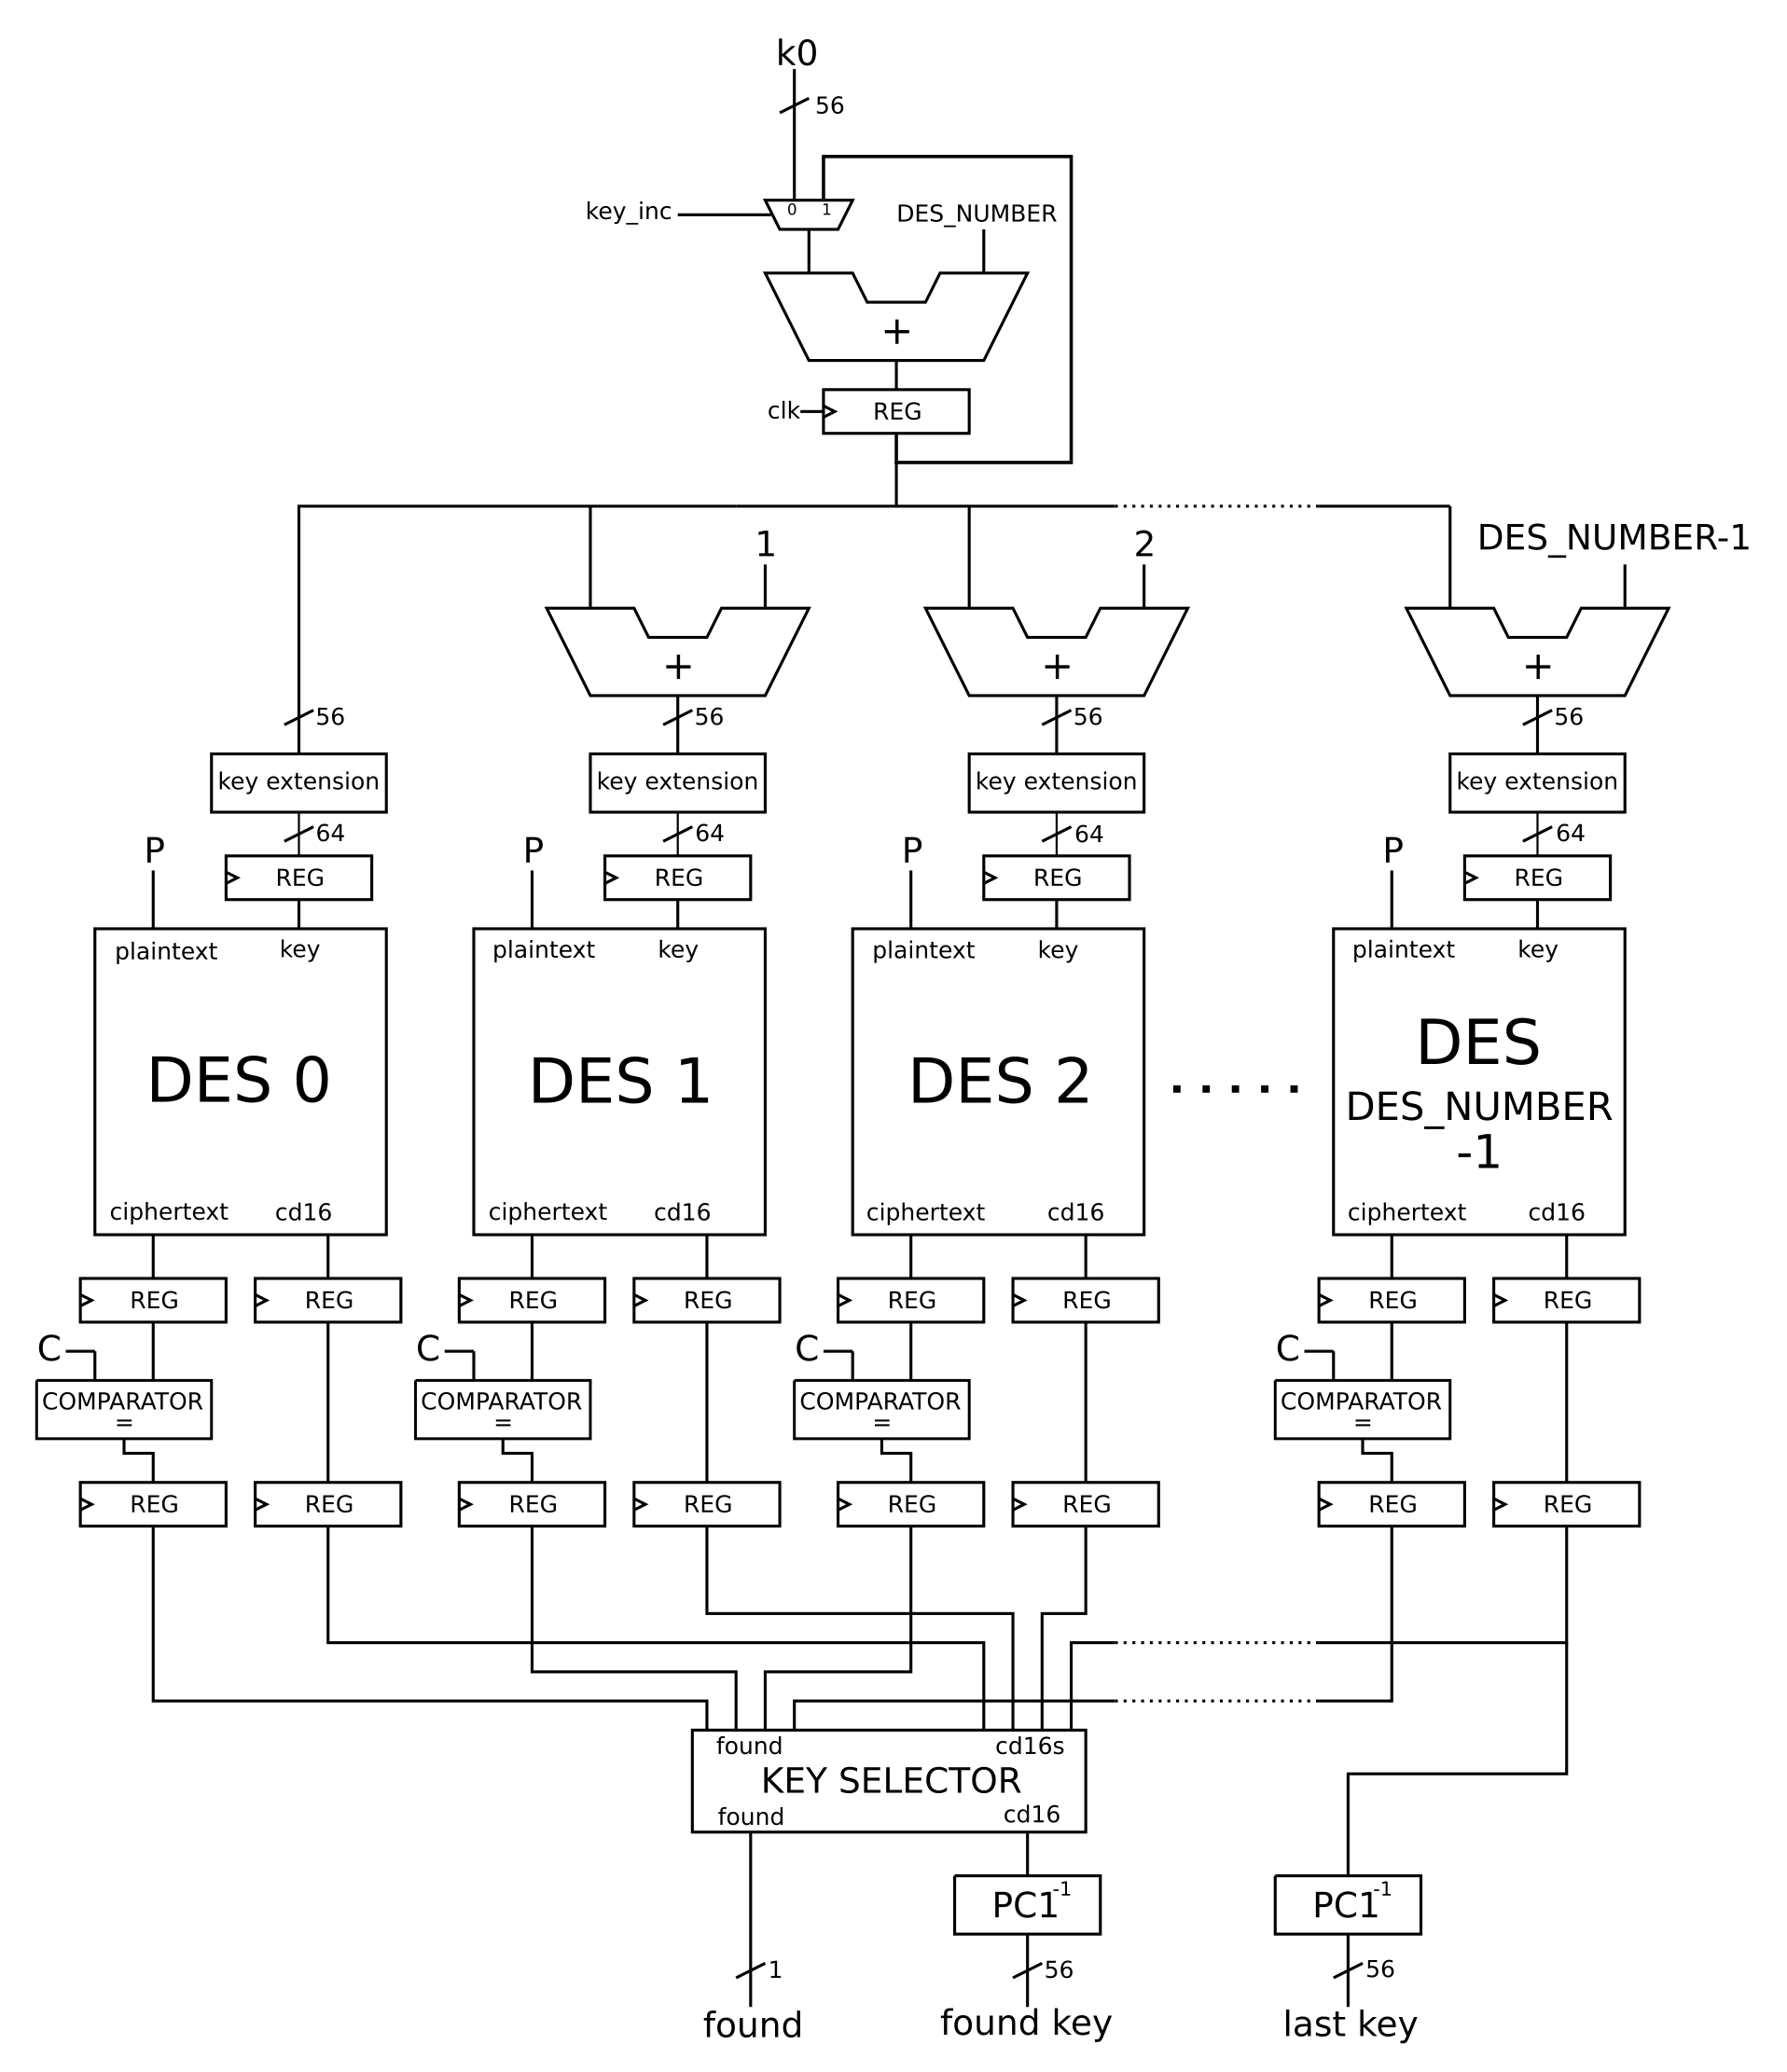 k0
56
key_inc
0 1
DES_NUMBER
+
clk
REG
1
2
DES_NUMBER-1
+
+
+
56
56
56
56
key extension
key extension
key extension
key extension
64
64
64
64
P
P
P
P
REG
REG
REG
REG
plaintext key
plaintext key
plaintext key
plaintext key
DES 0
DES 1
DES 2
.....
DES
DES_NUMBER
-1
ciphertext cd16
ciphertext cd16
ciphertext cd16
ciphertext cd16
REG
REG
REG
REG
REG
REG
REG
REG
C
C
C
C
COMPARATOR
=
COMPARATOR
=
COMPARATOR
=
COMPARATOR
=
REG
REG
REG
REG
REG
REG
REG
REG
found cd16s
KEY SELECTOR
found cd16
PC1-1
PC1-1
1
56
56
found
found key
last key